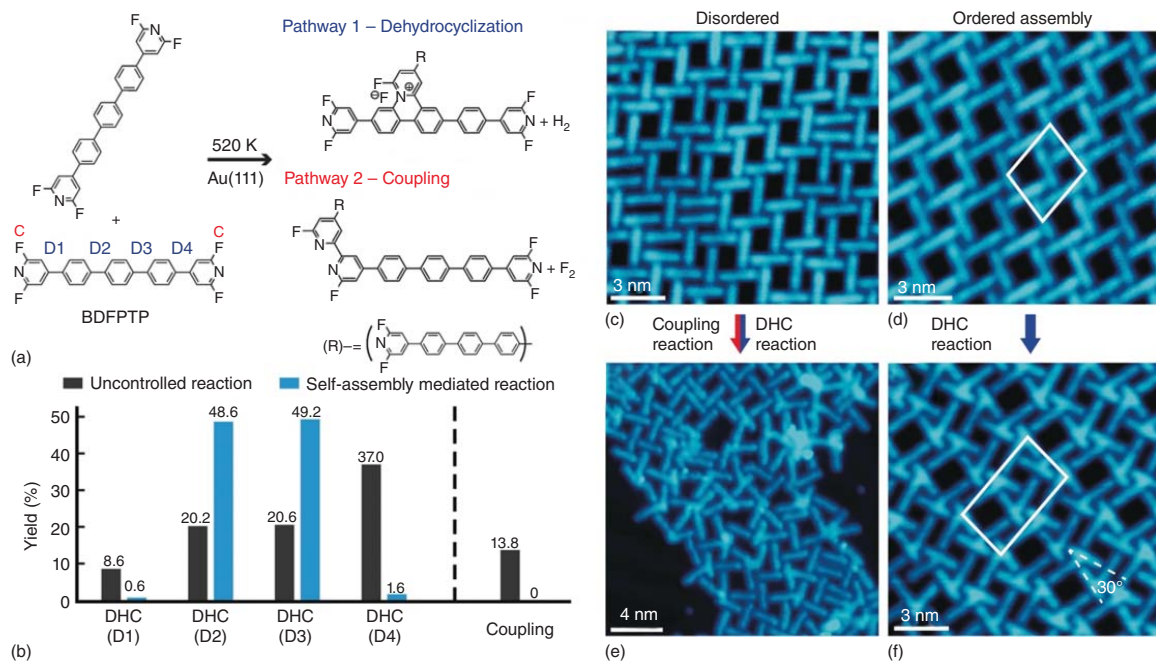 Pathway 1 – Dehydrocyclization
F
N
F
R
F
N
⊕
F
⊖
F
N
F
F
N
F
+ H₂
520 K
Au(111)
Pathway 2 – Coupling
F
N
F
+
C
C
F
D1
D2
D3
D4
F
N
N
F
F
BDFPTP
R
F
N
N
F
F
N
F
+ F₂
(R)–=
F
N
F
(a)
Uncontrolled reaction
Self-assembly mediated reaction
Yield (%)
50
40
30
20
10
0
8.6
0.6
20.2
48.6
20.6
49.2
37.0
1.6
13.8
0
DHC
(D1)
DHC
(D2)
DHC
(D3)
DHC
(D4)
Coupling
(b)
Disordered
Ordered assembly
3 nm
3 nm
(c)
(d)
Coupling
reaction
DHC
reaction
DHC
reaction
4 nm
3 nm
30°
(e)
(f)